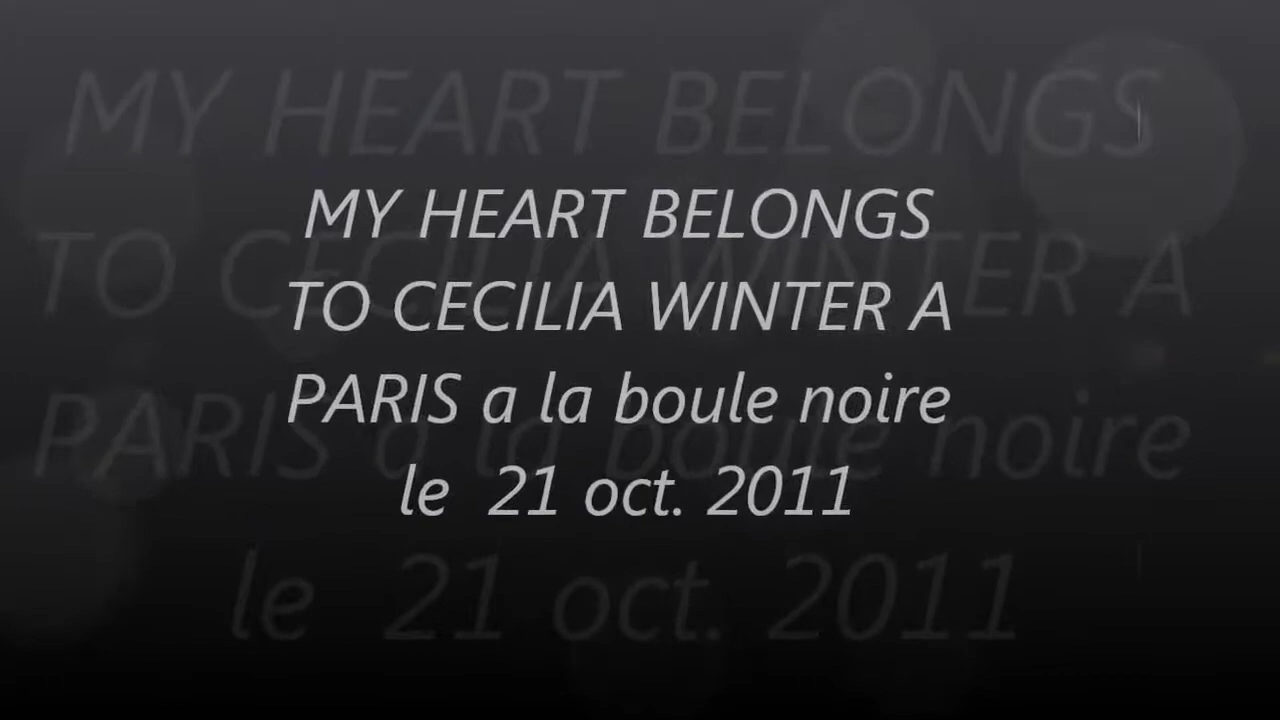 MY HEART BELONGS
TO CECILIA WINTER A
PARIS a la boule noire
le  21 oct. 2011